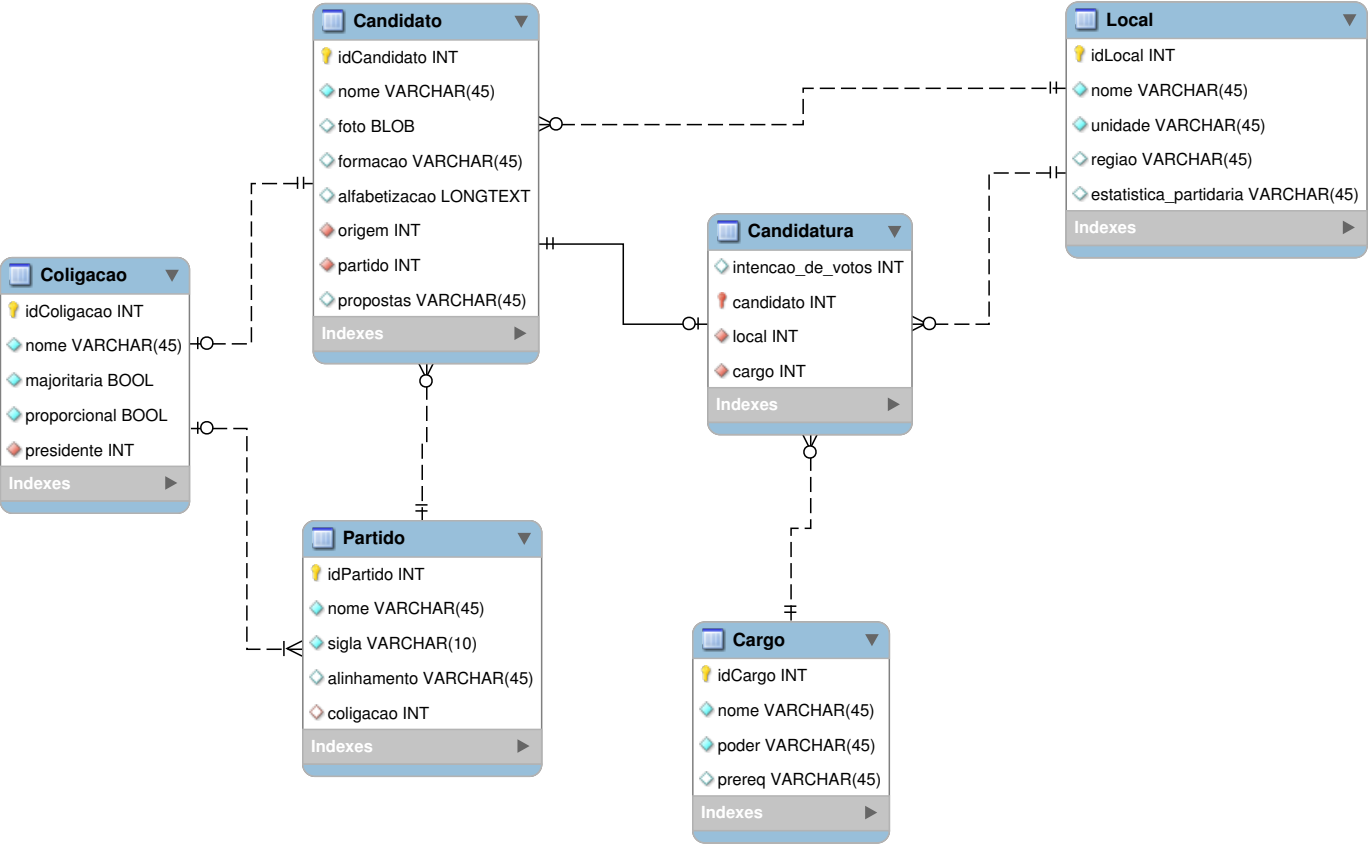 Candidato
idCandidato INT
nome VARCHAR(45)
foto BLOB
formacao VARCHAR(45)
alfabetizacao LONGTEXT
origem INT
partido INT
propostas VARCHAR(45)
Indexes
Local
idLocal INT
nome VARCHAR(45)
unidade VARCHAR(45)
regiao VARCHAR(45)
estatistica_partidaria VARCHAR(45)
Indexes
Coligacao
idColigacao INT
nome VARCHAR(45)
majoritaria BOOL
proporcional BOOL
presidente INT
Indexes
Candidatura
intencao_de_votos INT
candidato INT
local INT
cargo INT
Indexes
Partido
idPartido INT
nome VARCHAR(45)
sigla VARCHAR(10)
alinhamento VARCHAR(45)
coligacao INT
Indexes
Cargo
idCargo INT
nome VARCHAR(45)
poder VARCHAR(45)
prereq VARCHAR(45)
Indexes